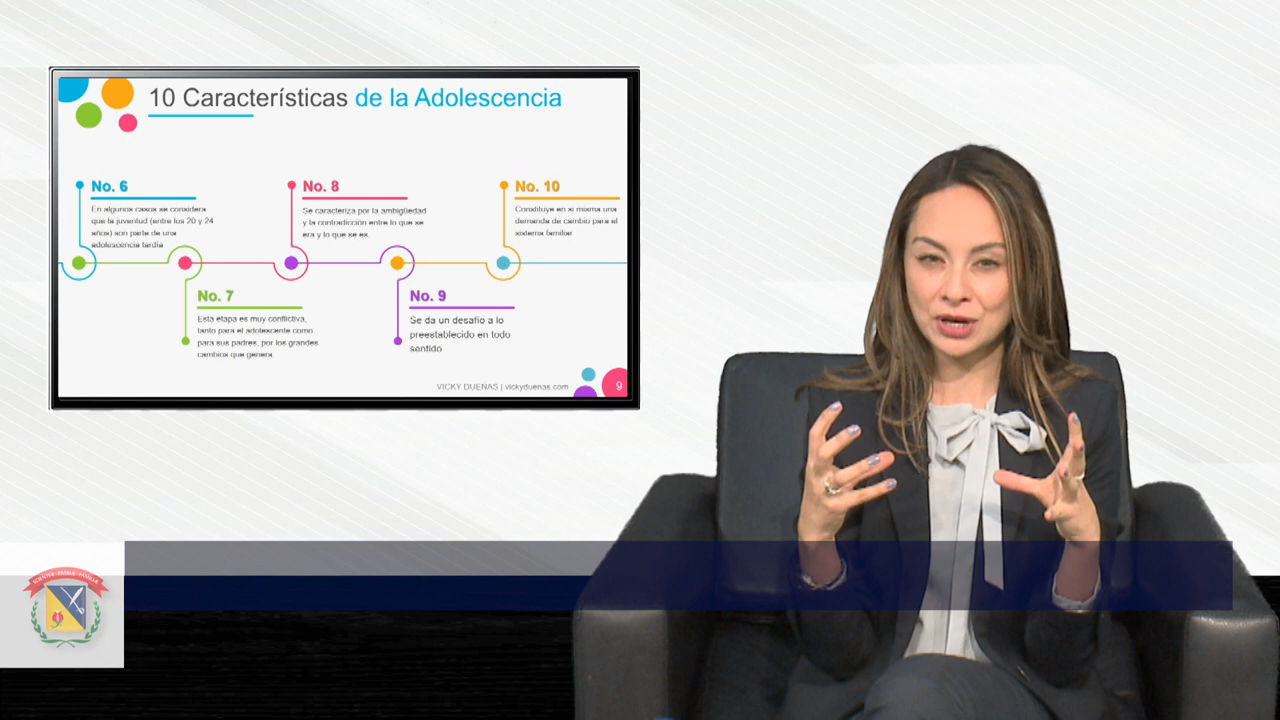 10 Características de la Adolescencia
No. 6
En algunos casos se considera
que la juventud (entre los 20 y 24
años) son parte de una
adolescencia tardía
No. 8
Se caracteriza por la ambigüedad
y la contradicción entre lo que se
era y lo que se es.
No. 10
Constituye en si misma una
demanda de cambio para el
sistema familiar
No. 7
Esta etapa es muy conflictiva,
tanto para el adolescente como
para sus padres, por los grandes
cambios que genera.
No. 9
Se da un desafío a lo
preestablecido en todo
sentido
VICKY DUEÑAS | vickyduenas.com
9